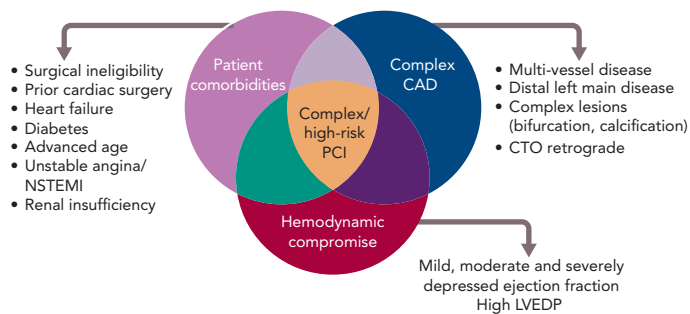 Patient
comorbidities
Complex
CAD
Complex/
high-risk
PCI
Hemodynamic
compromise
• Surgical ineligibility
• Prior cardiac surgery
• Heart failure
• Diabetes
• Advanced age
• Unstable angina/
NSTEMI
• Renal insufficiency
• Multi-vessel disease
• Distal left main disease
• Complex lesions
(bifurcation, calcification)
• CTO retrograde
Mild, moderate and severely
depressed ejection fraction
High LVEDP